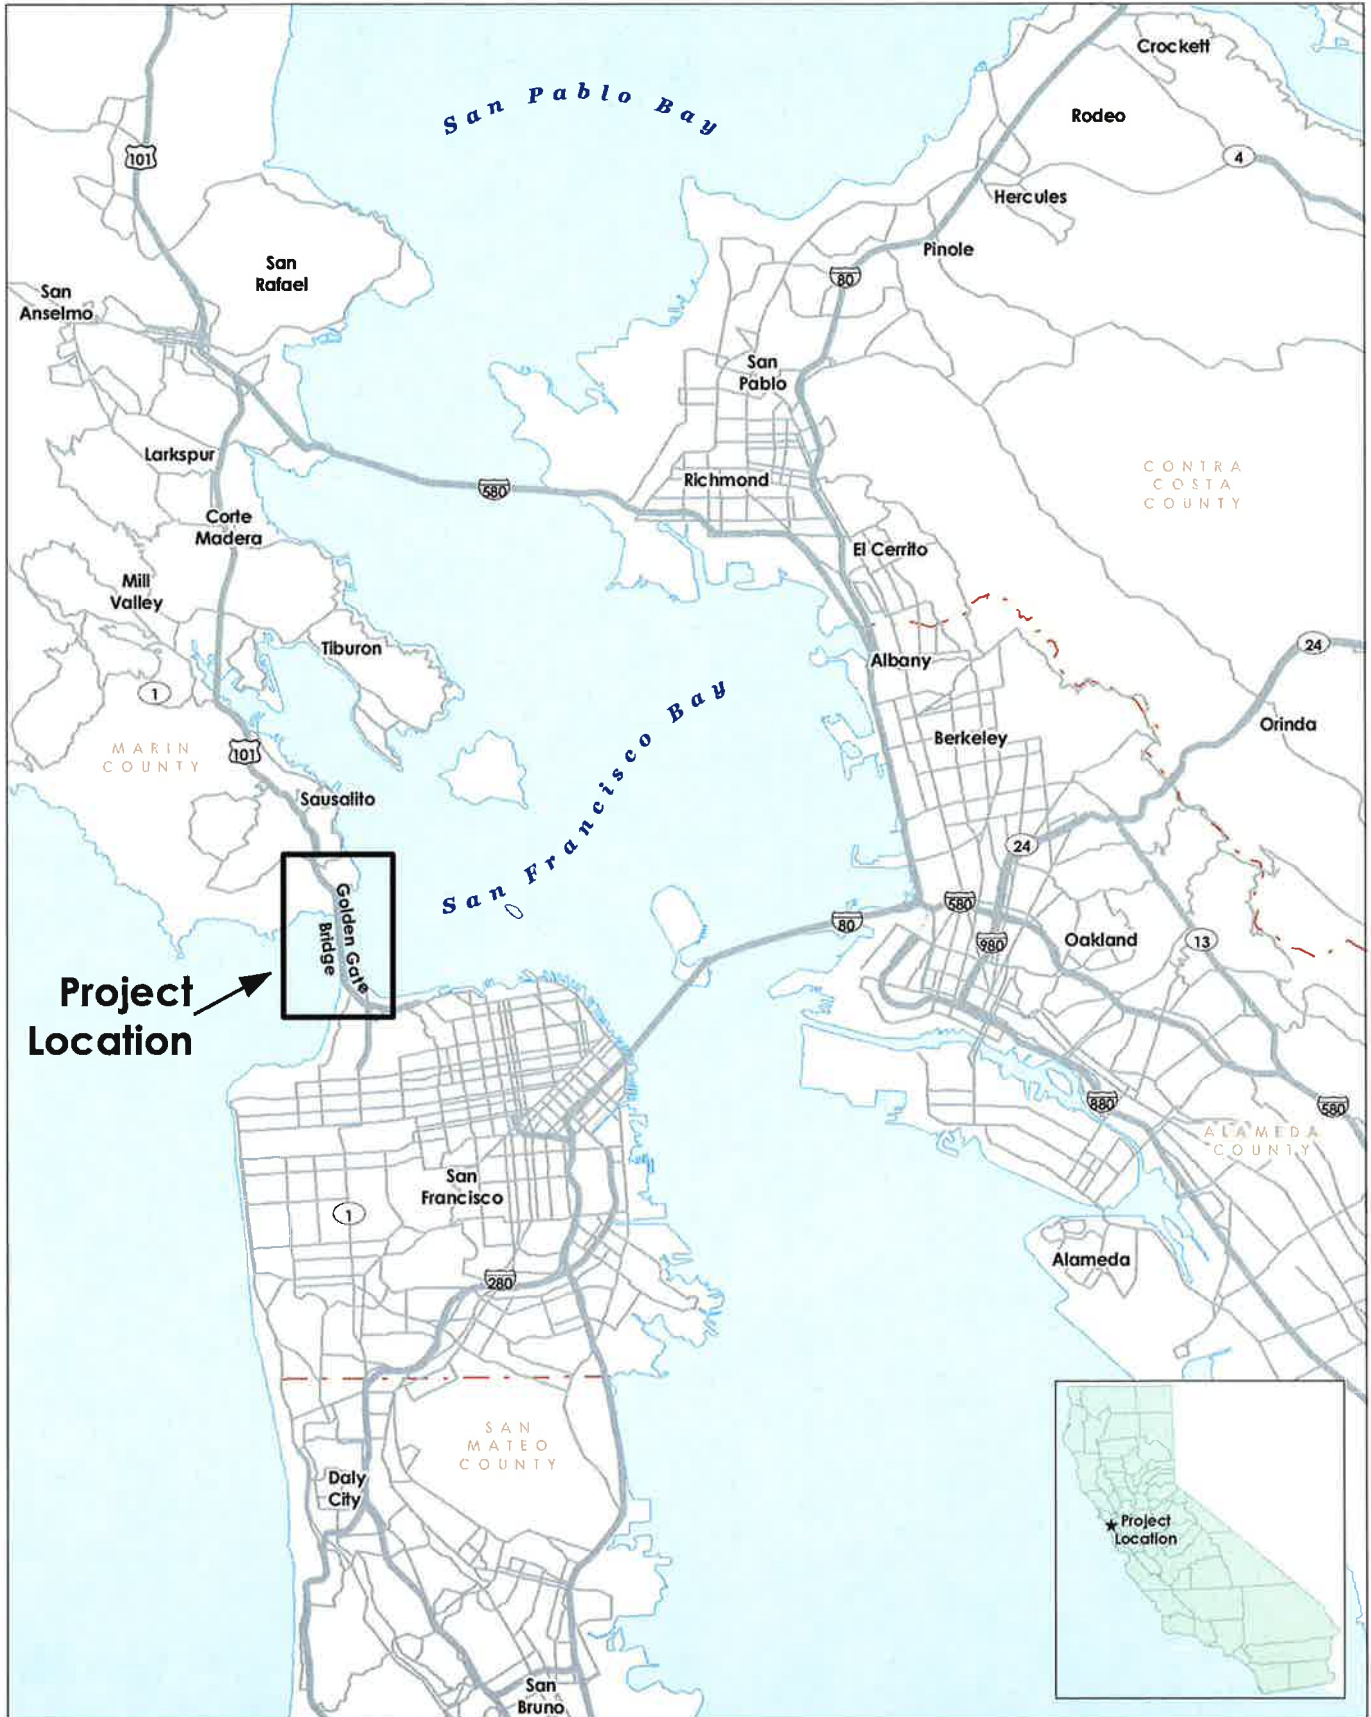 Crockett
San Pablo Bay
Rodeo
101
4
Hercules
Pinole
San
Rafael
80
San
Anselmo
San
Pablo
Larkspur
CONTRA
COSTA
COUNTY
Richmond
580
Corte
Madera
El Cerrito
Mill
Valley
Tiburon
24
Albany
1
San Francisco Bay
Orinda
MARIN
COUNTY
101
Berkeley
Sausalito
24
Golden Gate
Bridge
580
80
980
Oakland
13
Project
Location
880
580
ALAMEDA
COUNTY
San
Francisco
1
Alameda
280
SAN
MATEO
COUNTY
Daly
City
Project
Location
San
Bruno